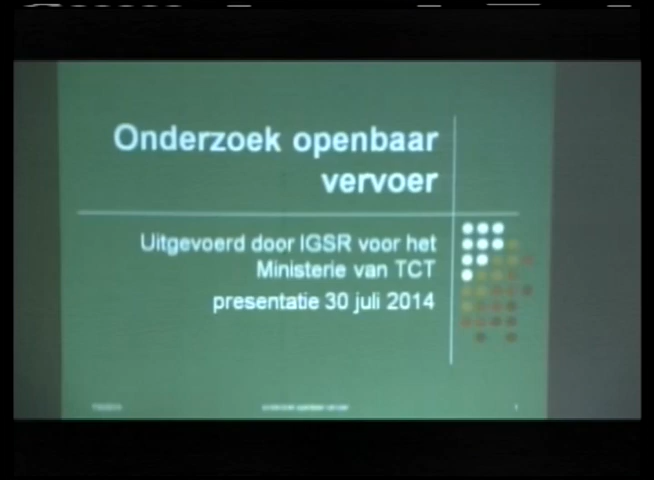 Onderzoek openbaar
vervoer
Uitgevoerd door IGSR voor het
Ministerie van TCT
presentatie 30 juli 2014